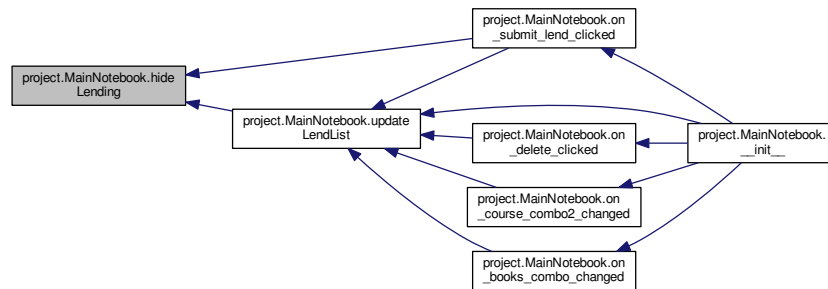 project.MainNotebook.on
_submit_lend_clicked
project.MainNotebook.hide
Lending
project.MainNotebook.update
LendList
project.MainNotebook.on
_delete_clicked
project.MainNotebook.
__init__
project.MainNotebook.on
_course_combo2_changed
project.MainNotebook.on
_books_combo_changed